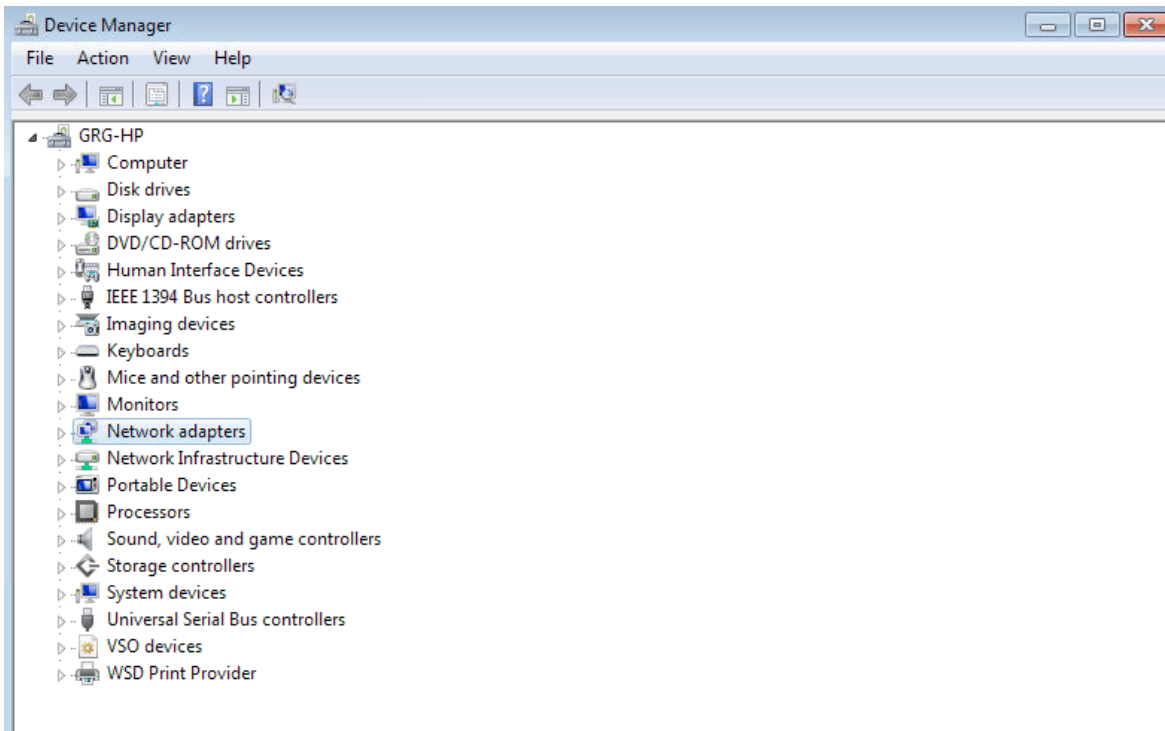 Device Manager
File Action View Help
GRG-HP
Computer
Disk drives
Display adapters
DVD/CD-ROM drives
Human Interface Devices
IEEE 1394 Bus host controllers
Imaging devices
Keyboards
Mice and other pointing devices
Monitors
Network adapters
Network Infrastructure Devices
Portable Devices
Processors
Sound, video and game controllers
Storage controllers
System devices
Universal Serial Bus controllers
VSO devices
WSD Print Provider